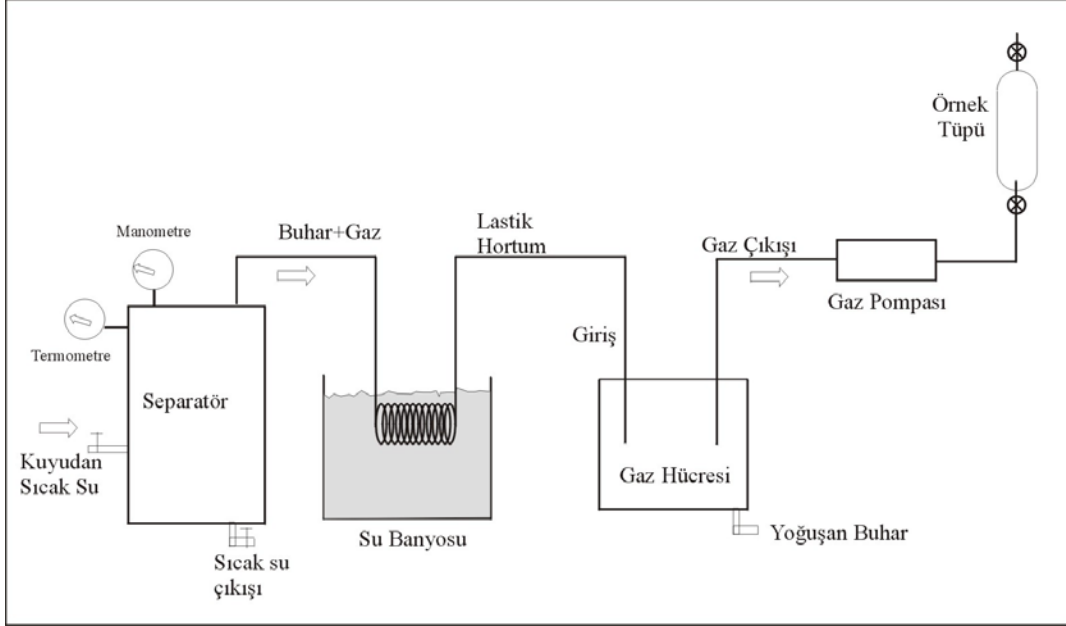 Örnek
Tüpü
Lastik
Hortum
Buhar+Gaz
Manometre
Gaz Çıkışı
Gaz Pompası
Giriş
Termometre
Separatör
Kuyudan
Sıcak Su
Gaz Hücresi
Su Banyosu
Yoğuşan Buhar
Sıcak su
çıkışı